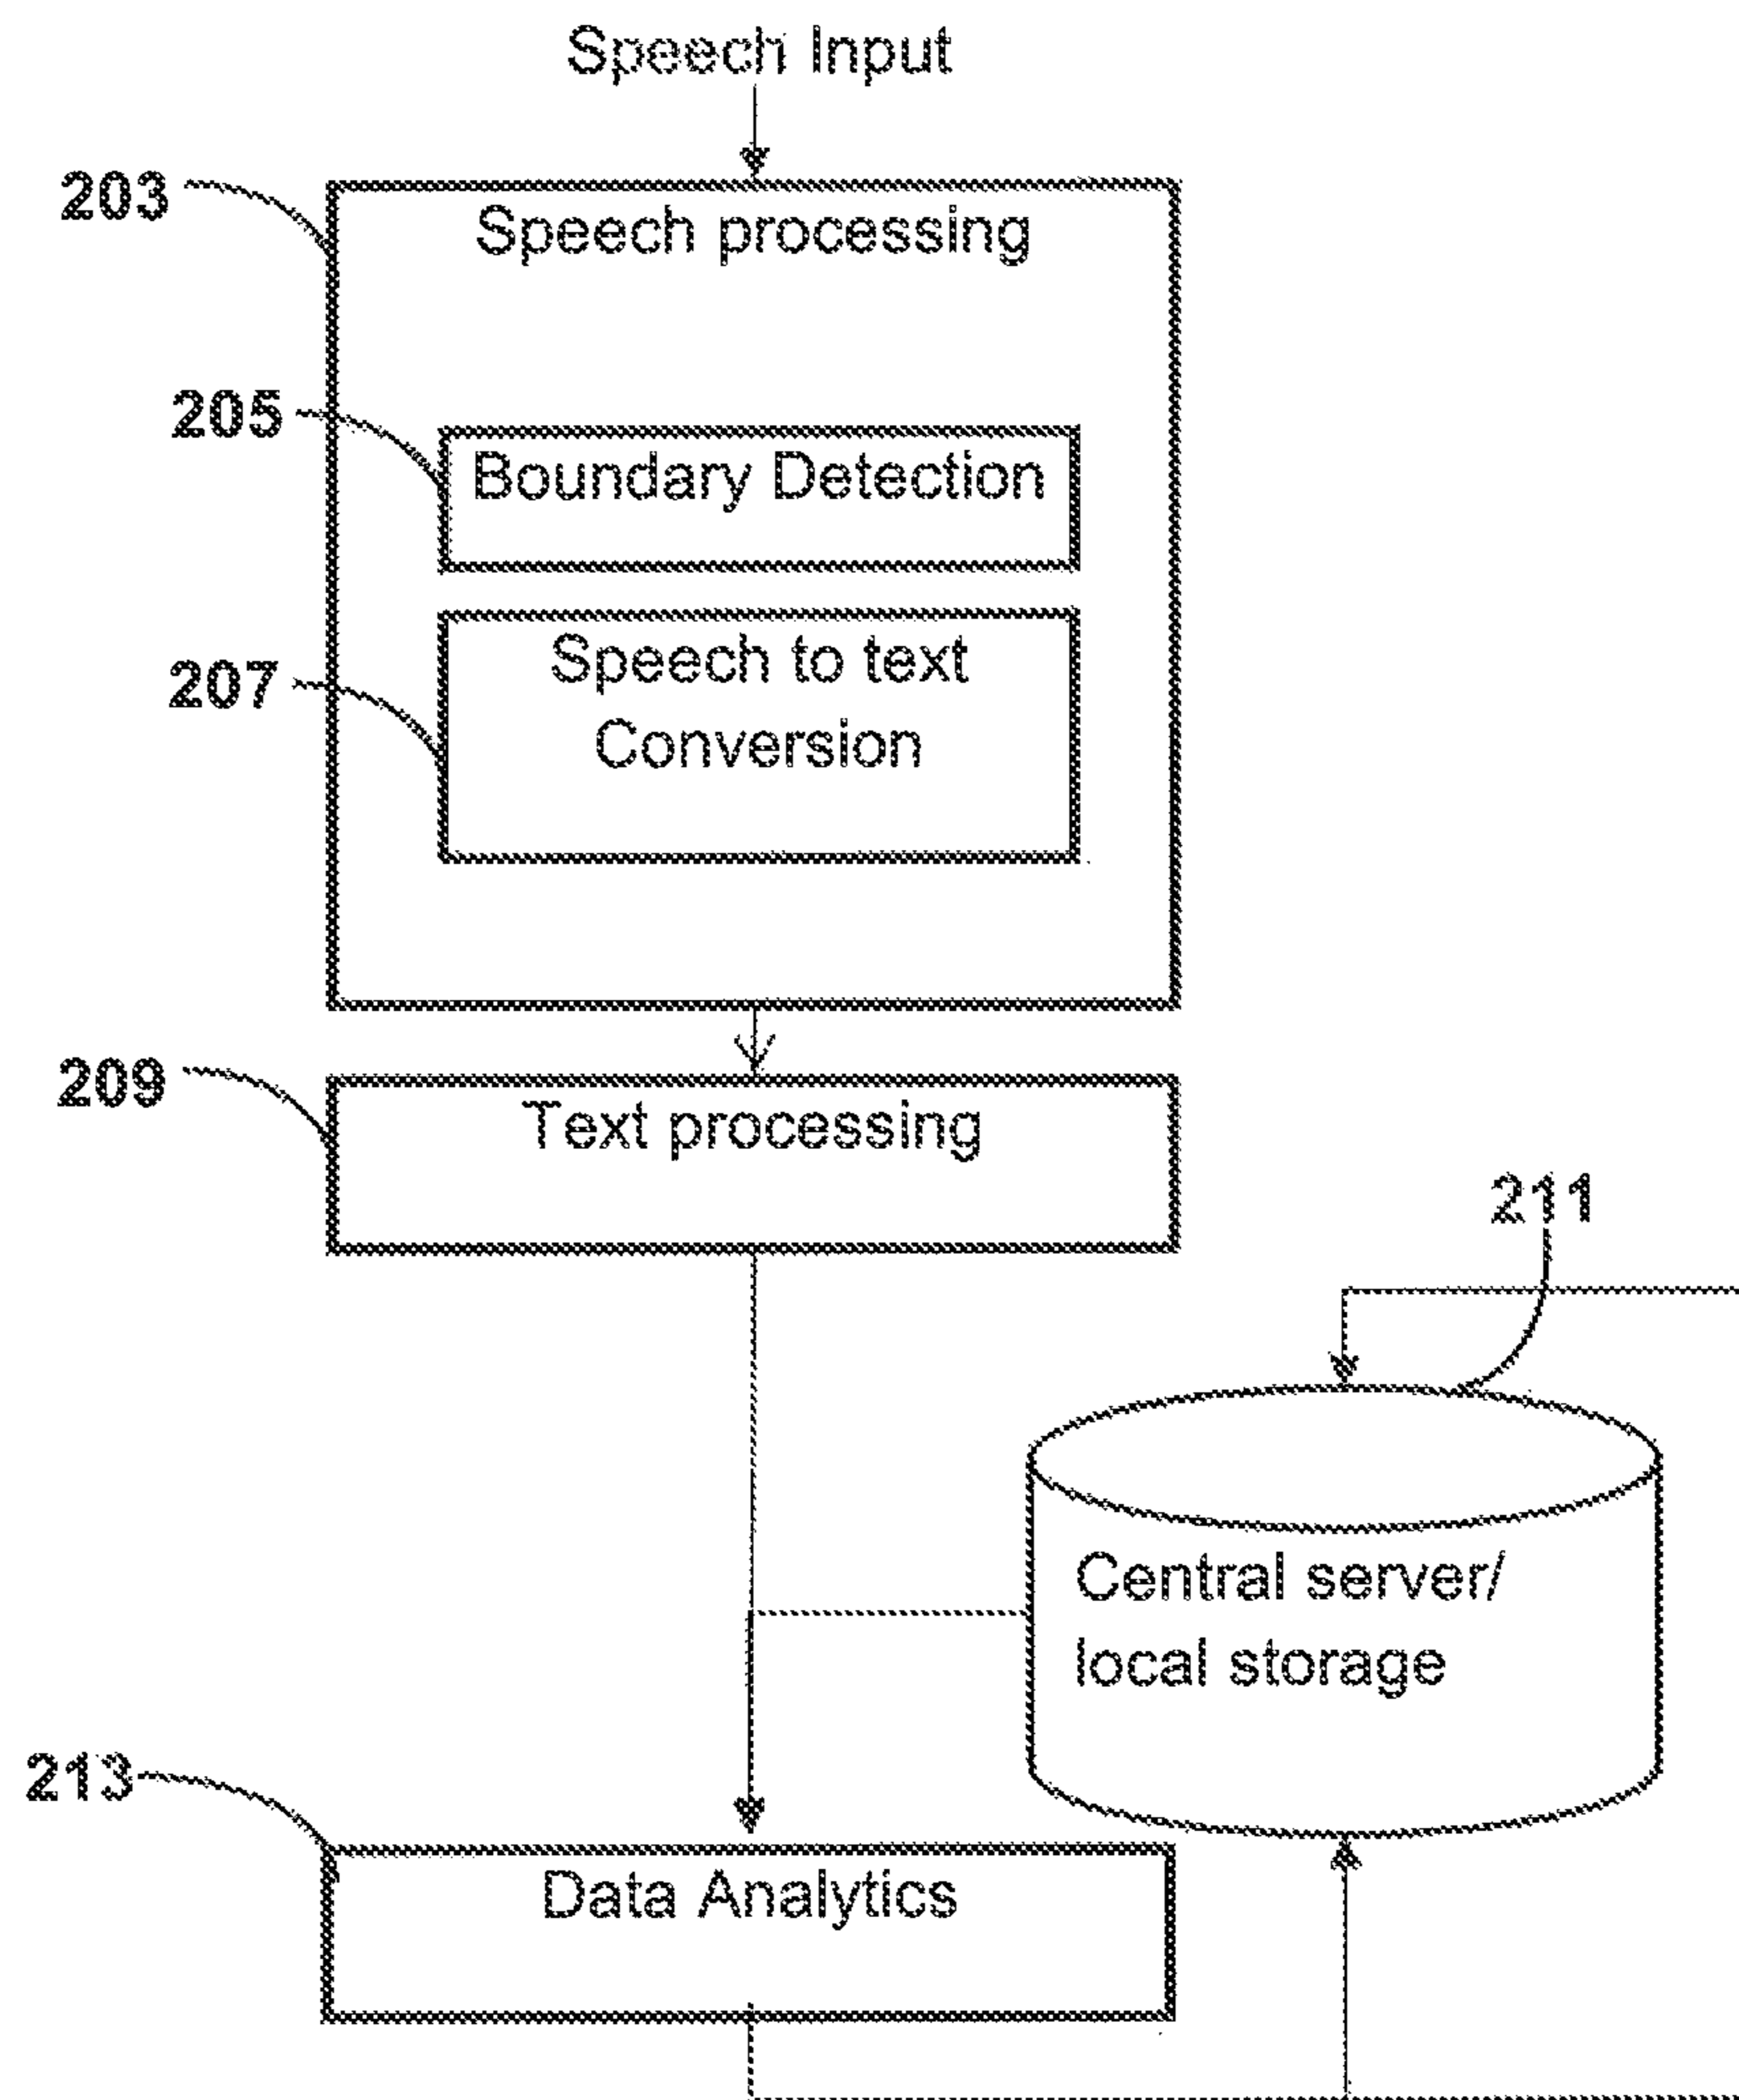 Speech Input
203
Speech processing
205
Boundary Detection
207
Speech to text
Conversion
209
Text processing
211
Central server/
local storage
213
Data Analytics